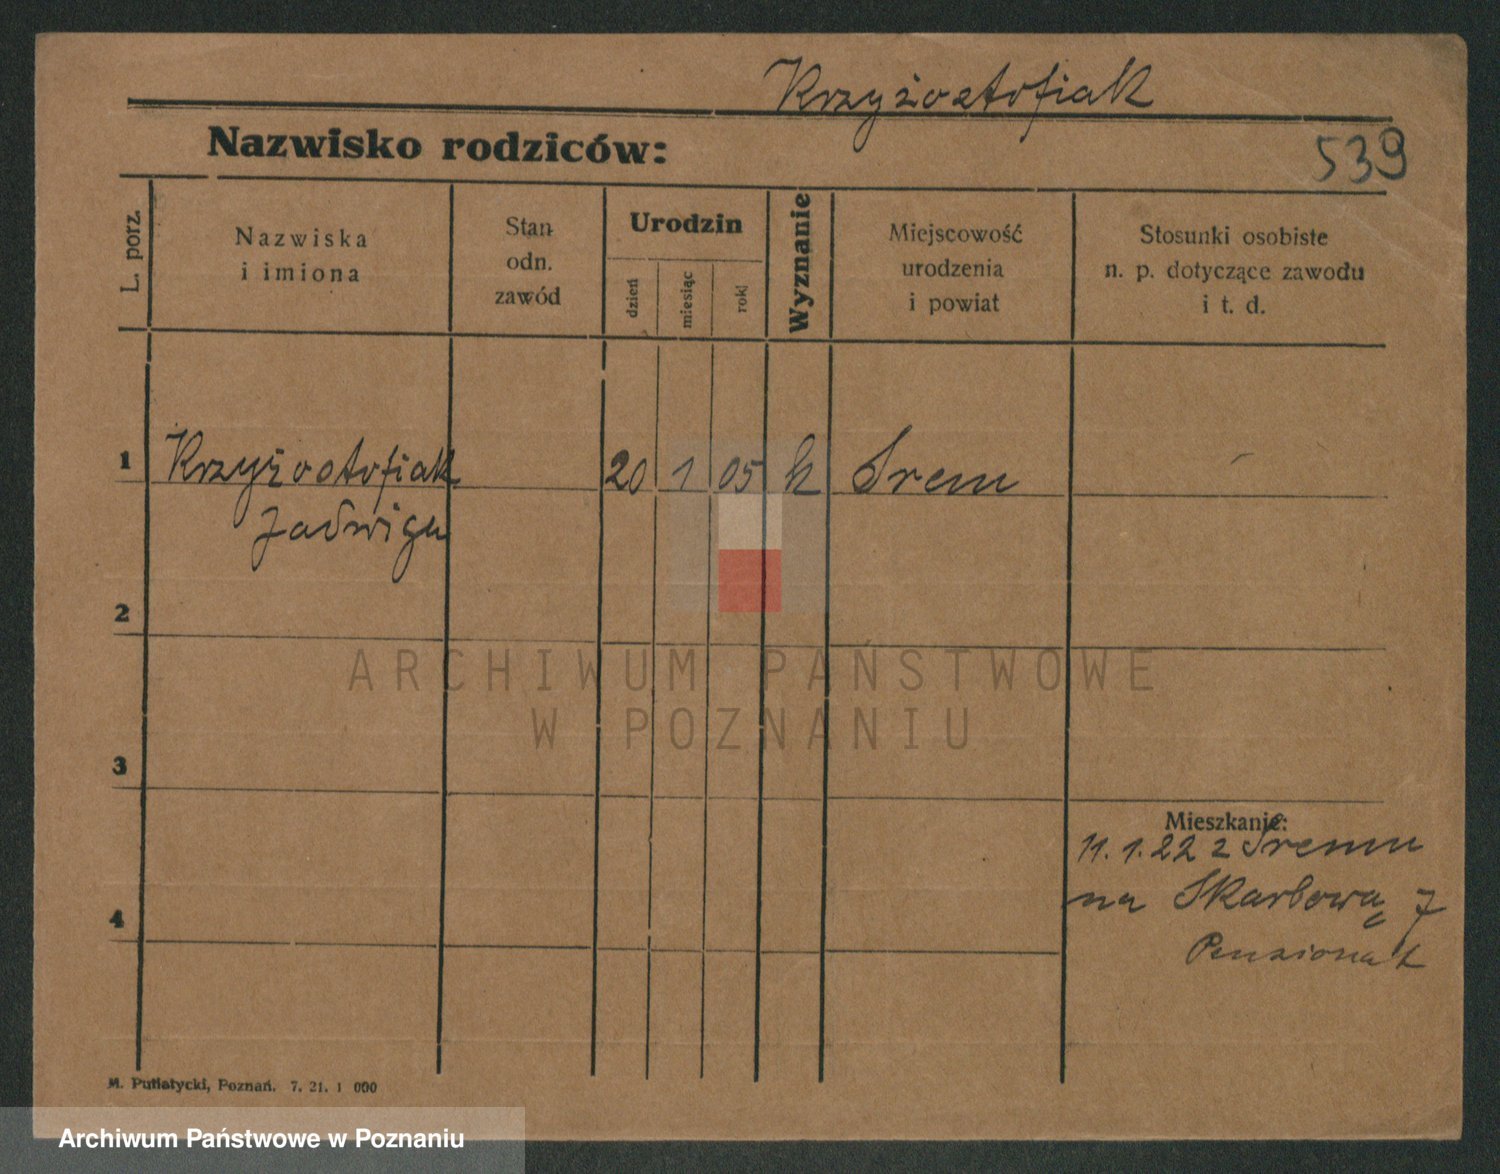 Krzyżostofiak
539
Nazwisko rodziców:
L. porz.
Nazwiska
i imiona
Stan
odn.
zawód
Urodzin
dzień
miesiąc
rok
Wyznanie
Miejscowość
urodzenia
i powiat
Stosunki osobiste
n. p. dotyczące zawodu
i t. d.
1 Krzyżostofiak 20 1 05 k Śrem -
Jadwiga
2
ARCHIWUM PAŃSTWOWE
W POZNANIU
3
Mieszkanie:
11.1.22 z Śremu
na Skarbową 7
Pensionat
4
M. Putiatycki, Poznań. 7. 21. 1 000
Archiwum Państwowe w Poznaniu